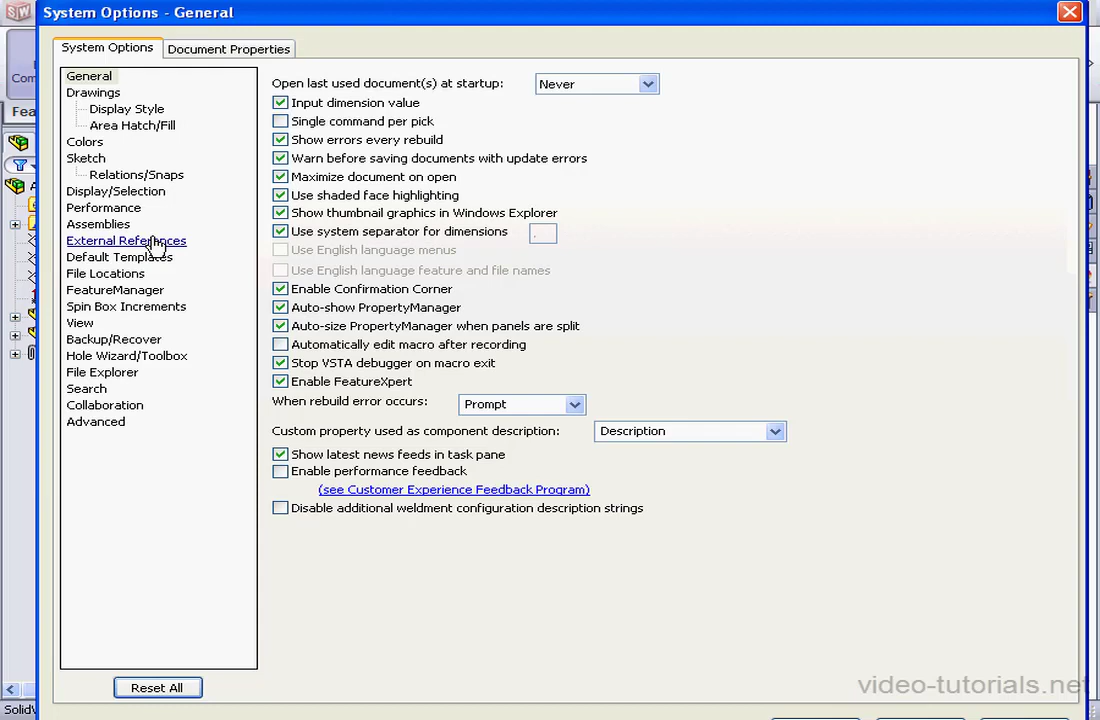 System Options - General
System Options
Document Properties
General
Drawings
Display Style
Area Hatch/Fill
Colors
Sketch
Relations/Snaps
Display/Selection
Performance
Assemblies
External References
Default Templates
File Locations
FeatureManager
Spin Box Increments
View
Backup/Recover
Hole Wizard/Toolbox
File Explorer
Search
Collaboration
Advanced
Reset All
Open last used document(s) at startup:
Never
Input dimension value
Single command per pick
Show errors every rebuild
Warn before saving documents with update errors
Maximize document on open
Use shaded face highlighting
Show thumbnail graphics in Windows Explorer
Use system separator for dimensions
.
Use English language menus
Use English language feature and file names
Enable Confirmation Corner
Auto-show PropertyManager
Auto-size PropertyManager when panels are split
Automatically edit macro after recording
Stop VSTA debugger on macro exit
Enable FeatureXpert
When rebuild error occurs:
Prompt
Custom property used as component description:
Description
Show latest news feeds in task pane
Enable performance feedback
(see Customer Experience Feedback Program)
Disable additional weldment configuration description strings
video-tutorials.net
SW
Com
Fea
SolidW